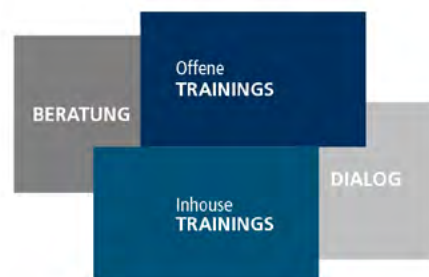 Offene
TRAININGS
BERATUNG
DIALOG
Inhouse
TRAININGS